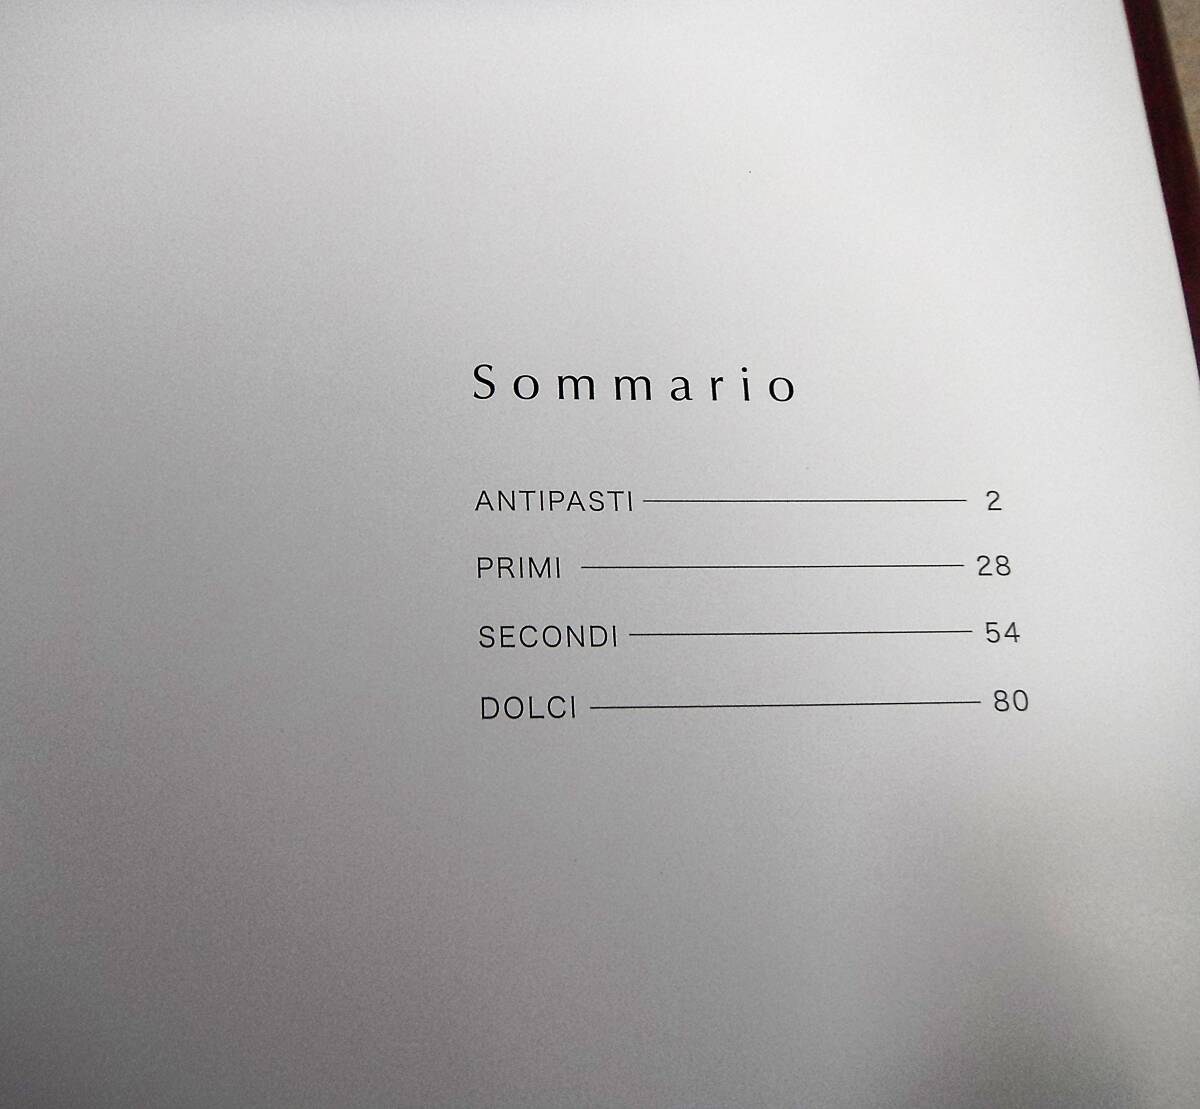 Sommario
ANTIPASTI 2
PRIMI 28
SECONDI 54
DOLCI 80